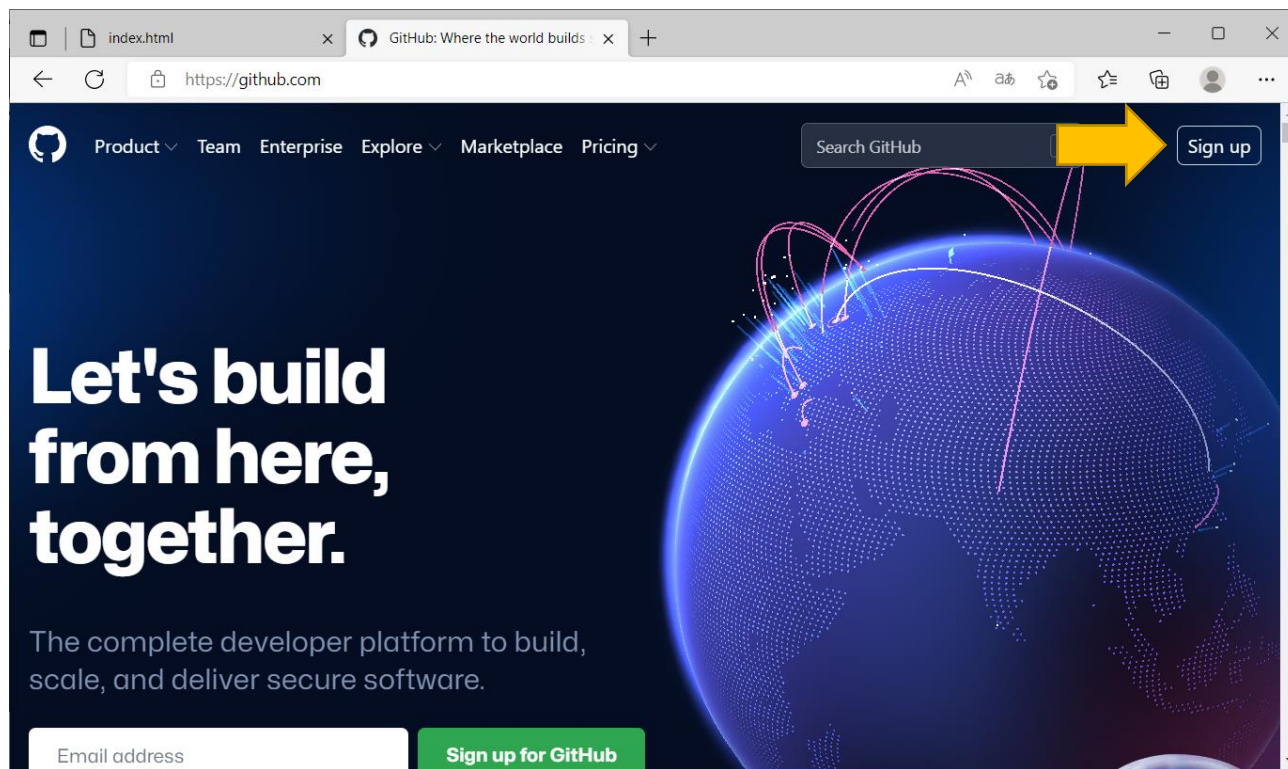 index.html
GitHub: Where the world builds s
https://github.com
A あぁ
Product Team Enterprise Explore Marketplace Pricing
Search GitHub
Sign up
Let's build
from here,
together.
The complete developer platform to build,
scale, and deliver secure software.
Email address
Sign up for GitHub